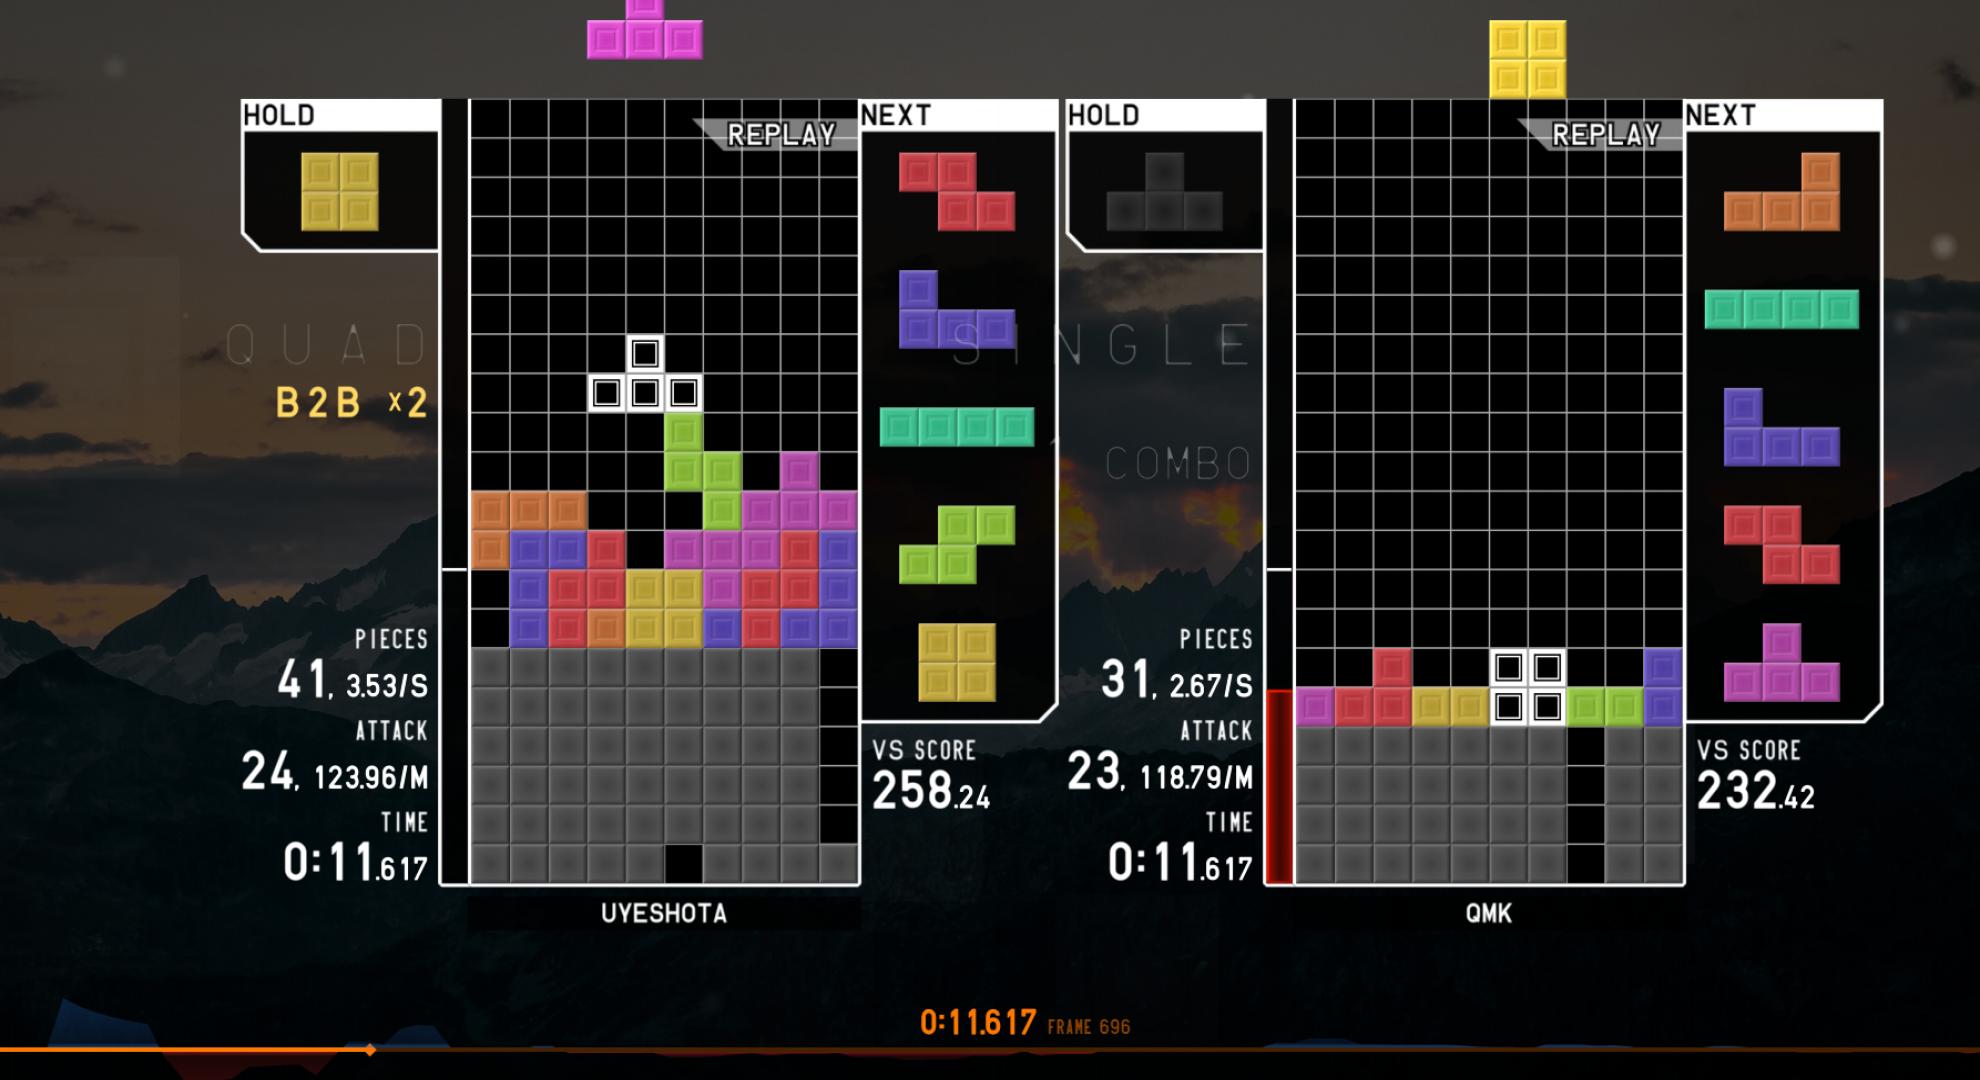 HOLD
NEXT
REPLAY
QUAD
B2B ×2
PIECES
41, 3.53/S
ATTACK
24, 123.96/M
TIME
0:11.617
VS SCORE
258.24
UYESHOTA
HOLD
NEXT
REPLAY
SINGLE
COMBO
PIECES
31, 2.67/S
ATTACK
23, 118.79/M
TIME
0:11.617
VS SCORE
232.42
QMK
0:11.617 FRAME 696